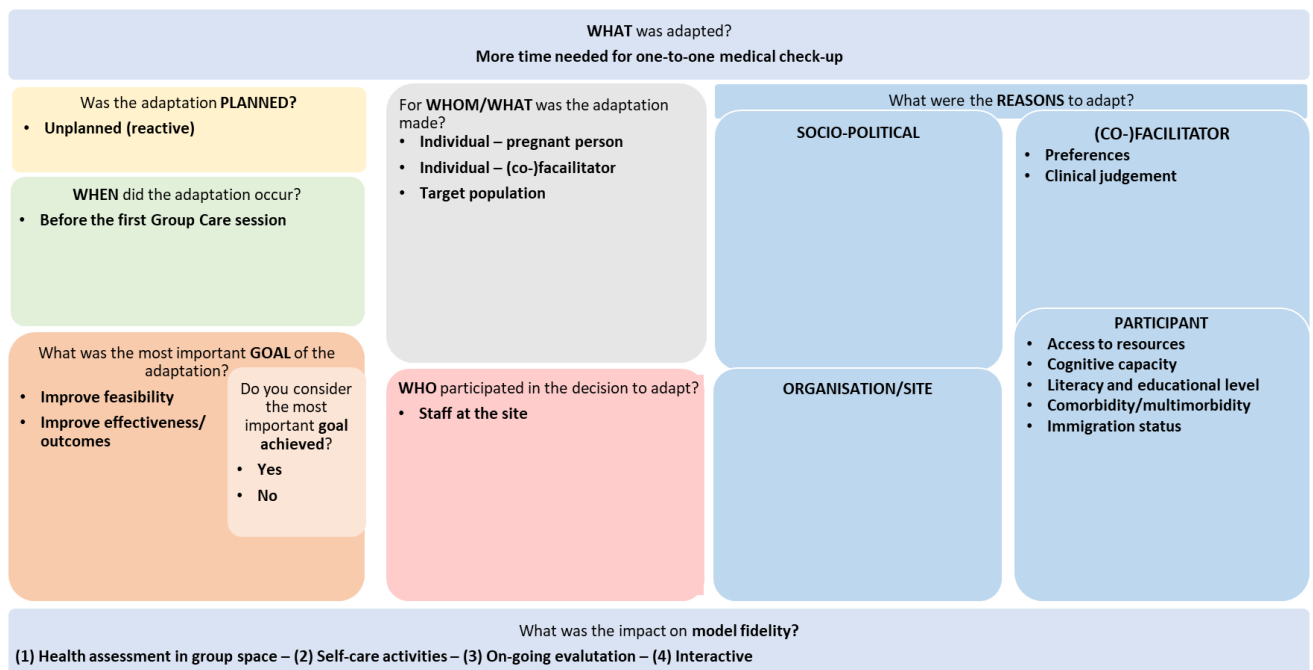 WHAT was adapted?
More time needed for one-to-one medical check-up
Was the adaptation PLANNED?
• Unplanned (reactive)
WHEN did the adaptation occur?
• Before the first Group Care session
What was the most important GOAL of the
adaptation?
• Improve feasibility
• Improve effectiveness/
outcomes
Do you consider
the most
important goal
achieved?
• Yes
• No
For WHOM/WHAT was the adaptation
made?
• Individual – pregnant person
• Individual – (co-)facailitator
• Target population
WHO participated in the decision to adapt?
• Staff at the site
What were the REASONS to adapt?
SOCIO-POLITICAL
(CO-)FACILITATOR
• Preferences
• Clinical judgement
ORGANISATION/SITE
PARTICIPANT
• Access to resources
• Cognitive capacity
• Literacy and educational level
• Comorbidity/multimorbidity
• Immigration status
What was the impact on model fidelity?
(1) Health assessment in group space – (2) Self-care activities – (3) On-going evalutation – (4) Interactive